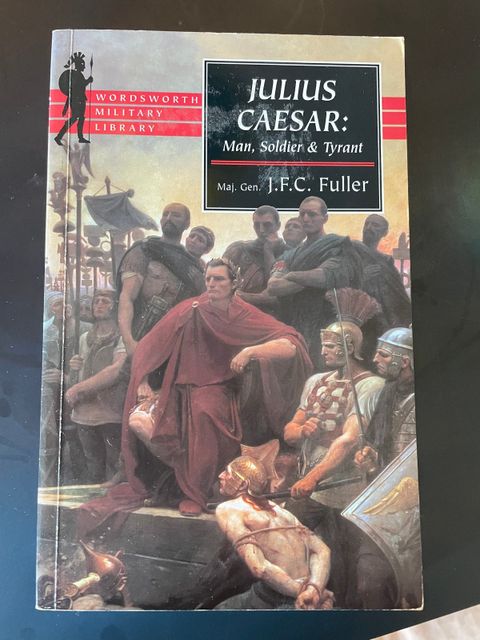 WORDSWORTH
MILITARY
LIBRARY
JULIUS
CAESAR:
Man, Soldier & Tyrant
Maj. Gen. J.F.C. Fuller